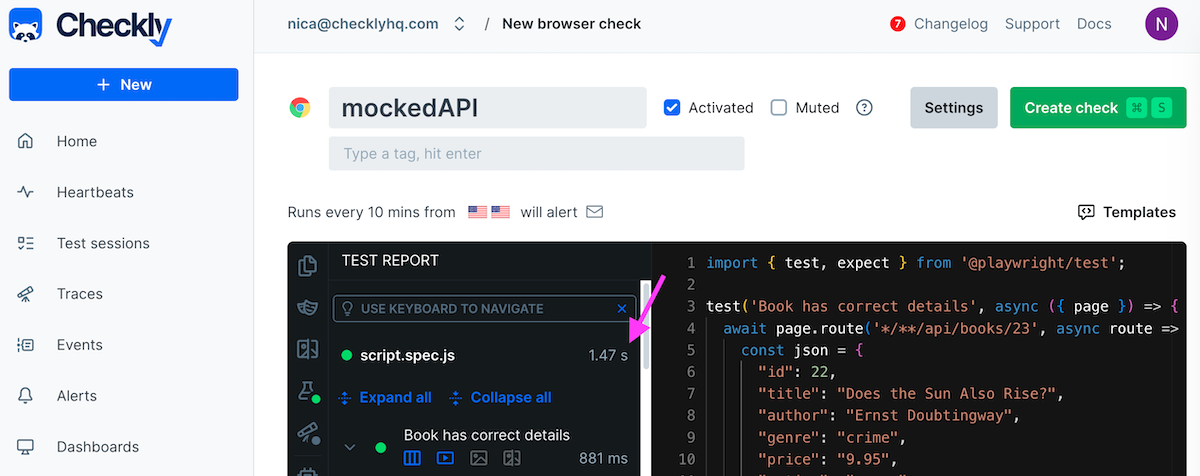 Checkly
nica@checklyhq.com / New browser check
7 Changelog Support Docs N
+ New
Home
Heartbeats
Test sessions
Traces
Events
Alerts
Dashboards
mockedAPI
Activated Muted ?
Settings
Create check ⌘ S
Type a tag, hit enter
Runs every 10 mins from will alert
Templates
TEST REPORT
USE KEYBOARD TO NAVIGATE ×
script.spec.js 1.47 s
Expand all Collapse all
Book has correct details
881 ms
1 import { test, expect } from '@playwright/test';
2
3 test('Book has correct details', async ({ page }) => {
4 await page.route('*/**/api/books/23', async route =>
5 const json = {
6 "id": 22,
7 "title": "Does the Sun Also Rise?",
8 "author": "Ernst Doubtingway",
9 "genre": "crime",
10 "price": "9.95",